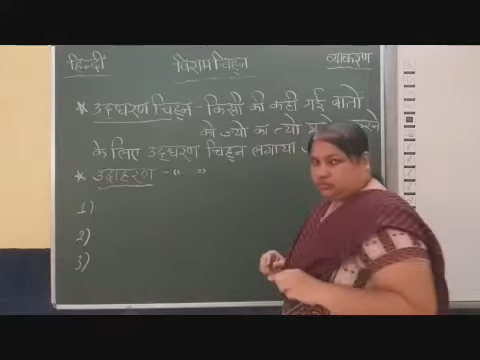 हिन्दी विराम चिह्न व्याकरण
* उद्धरण चिह्न - किसी की कही गई बातों
को ज्यों का त्यों
के लिए उद्धरण चिह्न लगाया
* उदाहरण - “ ”
1)
2)
3)